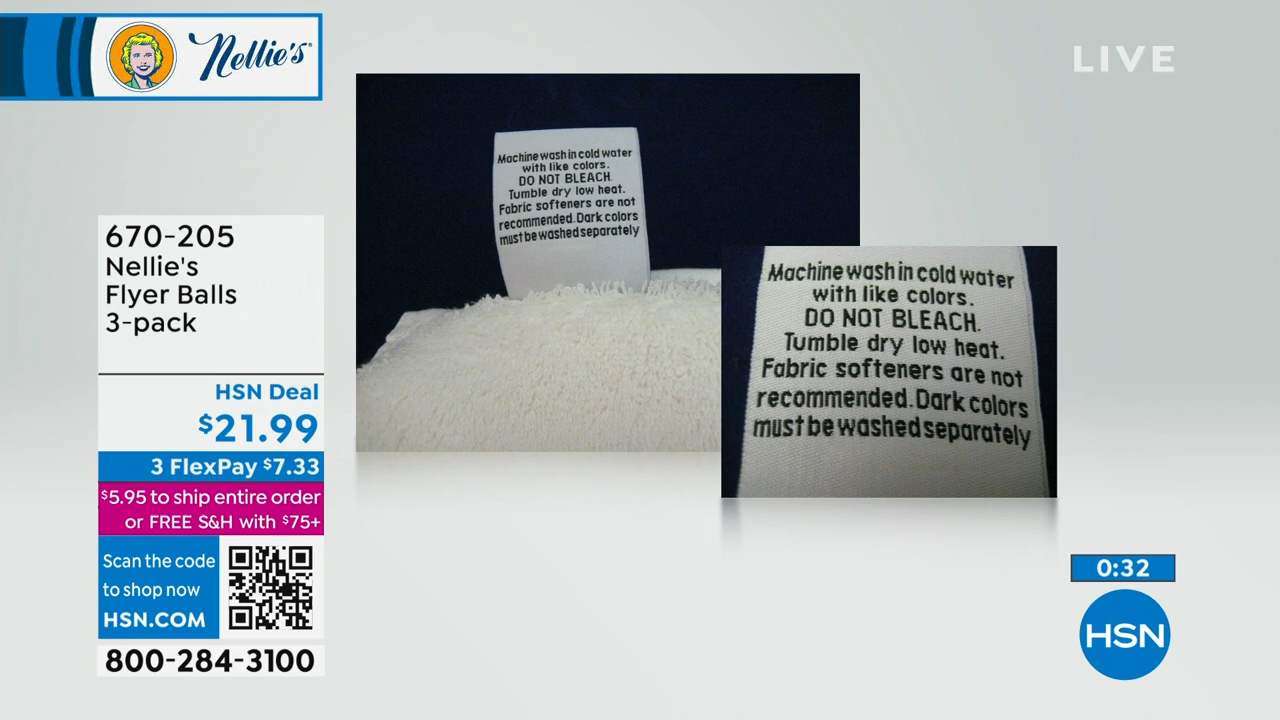 Nellie's
LIVE
Machine wash in cold water
with like colors.
DO NOT BLEACH.
Tumble dry low heat.
Fabric softeners are not
recommended. Dark colors
must be washed separately
Machine wash in cold water
with like colors.
DO NOT BLEACH.
Tumble dry low heat.
Fabric softeners are not
recommended. Dark colors
must be washed separately
670-205
Nellie's
Flyer Balls
3-pack
HSN Deal
$21.99
3 FlexPay $7.33
$5.95 to ship entire order
or FREE S&H with $75+
Scan the code
to shop now
HSN.COM
800-284-3100
0:32
HSN